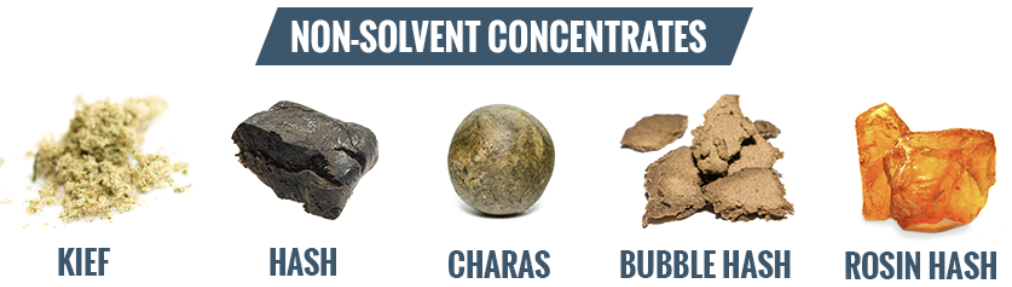 NON-SOLVENT CONCENTRATES
KIEF
HASH
CHARAS
BUBBLE HASH
ROSIN HASH